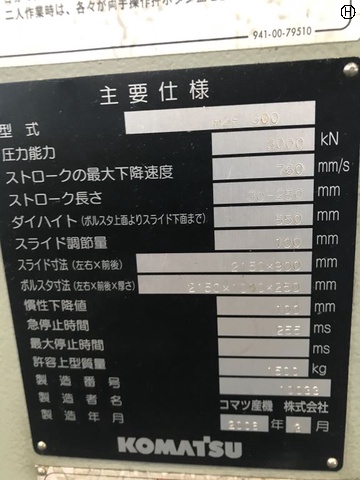 二人作業時は、各々が両手操作押ボタン
941-00-79510
主要仕様
型式
圧力能力 3000 kN
ストロークの最大下降速度 750 mm/s
ストローク長さ mm
ダイハイト(ボルスタ上面よりスライド下面まで) 550 mm
スライド調節量 100 mm
スライド寸法(左右×前後) 2150×900 mm
ボルスタ寸法(左右×前後×厚さ) mm
慣性下降値 100 mm
急停止時間 255 ms
最大停止時間 ms
許容上型質量 1500 kg
製造番号
製造者名 コマツ産機 株式会社
製造年月 年 月
KOMATSU